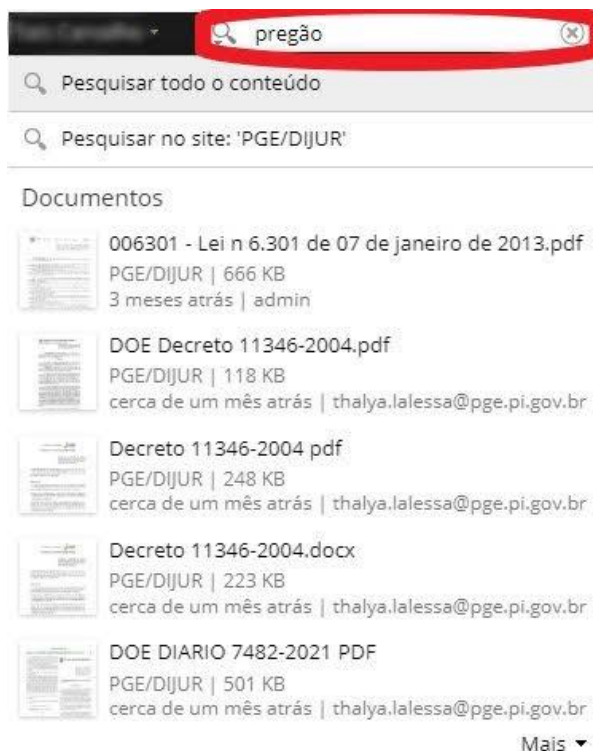 pregão
Pesquisar todo o conteúdo
Pesquisar no site: 'PGE/DIJUR'
Documentos
006301 - Lei n 6.301 de 07 de janeiro de 2013.pdf
PGE/DIJUR | 666 KB
3 meses atrás | admin
DOE Decreto 11346-2004.pdf
PGE/DIJUR | 118 KB
cerca de um mês atrás | thalya.lalessa@pge.pi.gov.br
Decreto 11346-2004 pdf
PGE/DIJUR | 248 KB
cerca de um mês atrás | thalya.lalessa@pge.pi.gov.br
Decreto 11346-2004.docx
PGE/DIJUR | 223 KB
cerca de um mês atrás | thalya.lalessa@pge.pi.gov.br
DOE DIARIO 7482-2021 PDF
PGE/DIJUR | 501 KB
cerca de um mês atrás | thalya.lalessa@pge.pi.gov.br
Mais